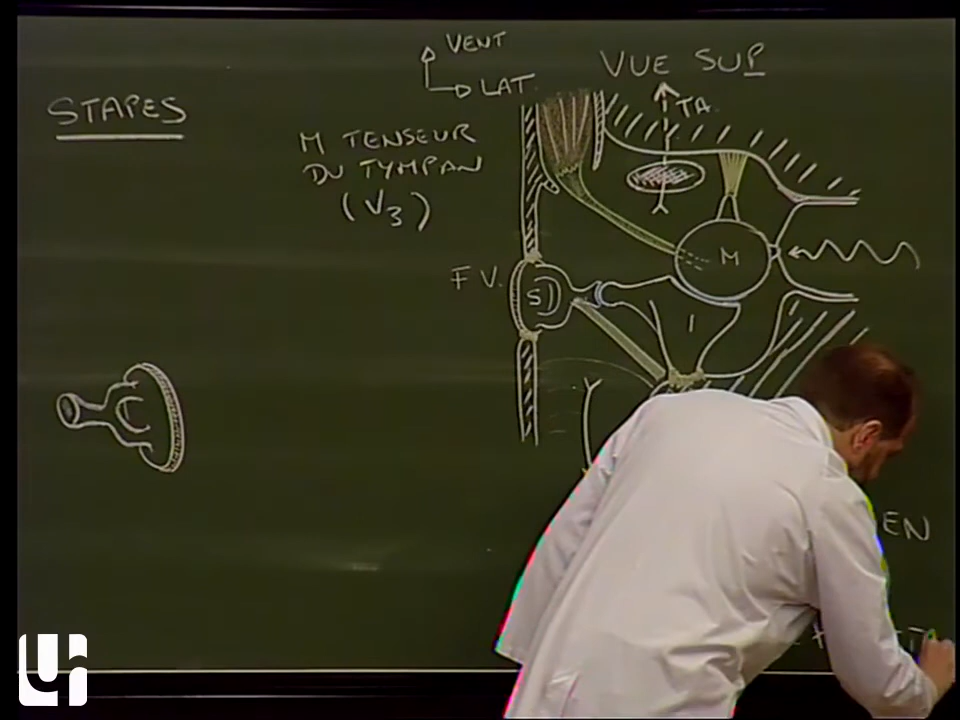 STAPES
VENT
LAT.
VUE SUP
TA.
M TENSEUR
DU TYMPAN
(V3)
M
F.V.
S
I
EN